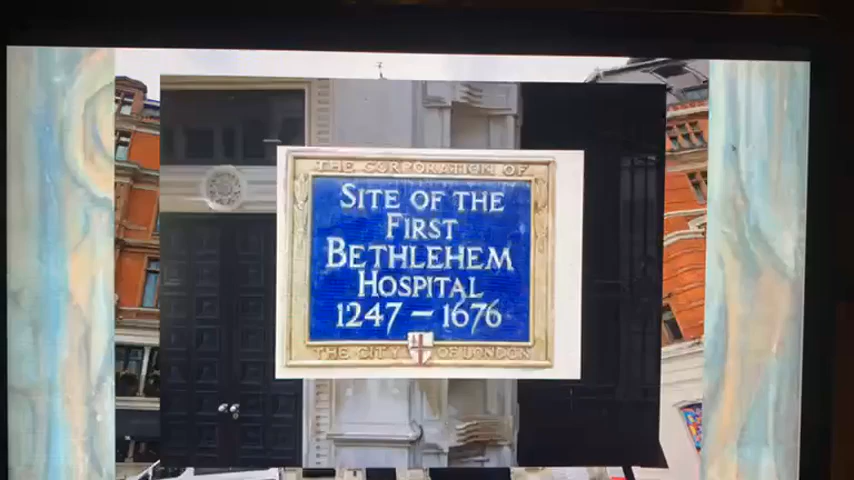 THE CORPORATION OF
SITE OF THE
FIRST
BETHLEHEM
HOSPITAL
1247 – 1676
THE CITY OF LONDON